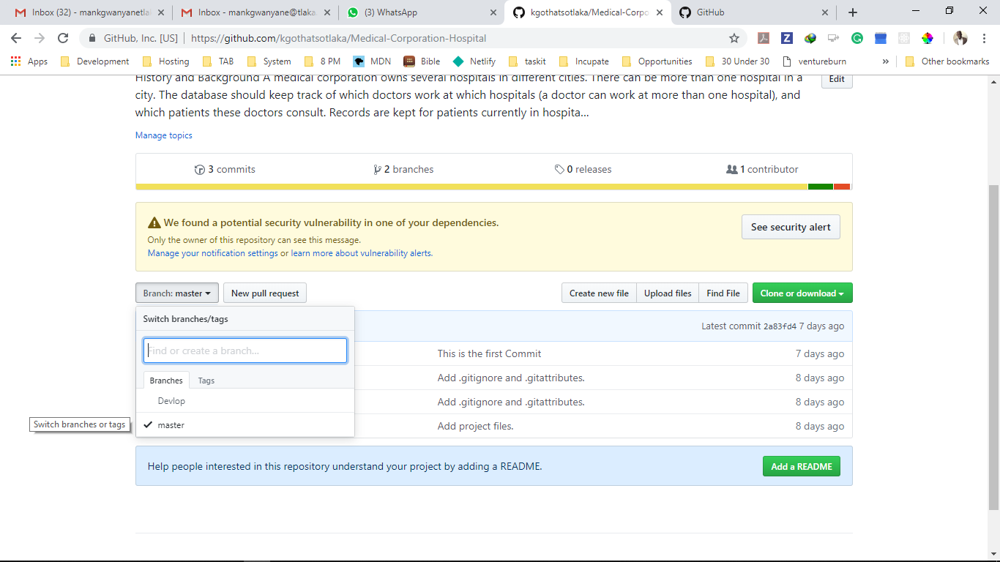 Inbox (32) - mankgwanyanetla
Inbox - mankgwanyane@tlaka.
(3) WhatsApp
kgothatsotlaka/Medical-Corpo
GitHub
GitHub, Inc. [US] | https://github.com/kgothatsotlaka/Medical-Corporation-Hospital
Apps
Development
Hosting
TAB
System
8 PM
MDN
Bible
Netlify
taskit
Incupate
Opportunities
30 Under 30
ventureburn
»
Other bookmarks
History and Background A medical corporation owns several hospitals in different cities. There can be more than one hospital in a
city. The database should keep track of which doctors work at which hospitals (a doctor can work at more than one hospital), and
which patients these doctors consult. Records are kept for patients currently in hospita...
Edit
Manage topics
3 commits
2 branches
0 releases
1 contributor
We found a potential security vulnerability in one of your dependencies.
Only the owner of this repository can see this message.
Manage your notification settings or learn more about vulnerability alerts.
See security alert
Branch: master
New pull request
Create new file
Upload files
Find File
Clone or download
Switch branches/tags
Find or create a branch...
Branches
Tags
Devlop
master
Switch branches or tags
Latest commit 2a83fd4 7 days ago
This is the first Commit
7 days ago
Add .gitignore and .gitattributes.
8 days ago
Add .gitignore and .gitattributes.
8 days ago
Add project files.
8 days ago
Help people interested in this repository understand your project by adding a README.
Add a README